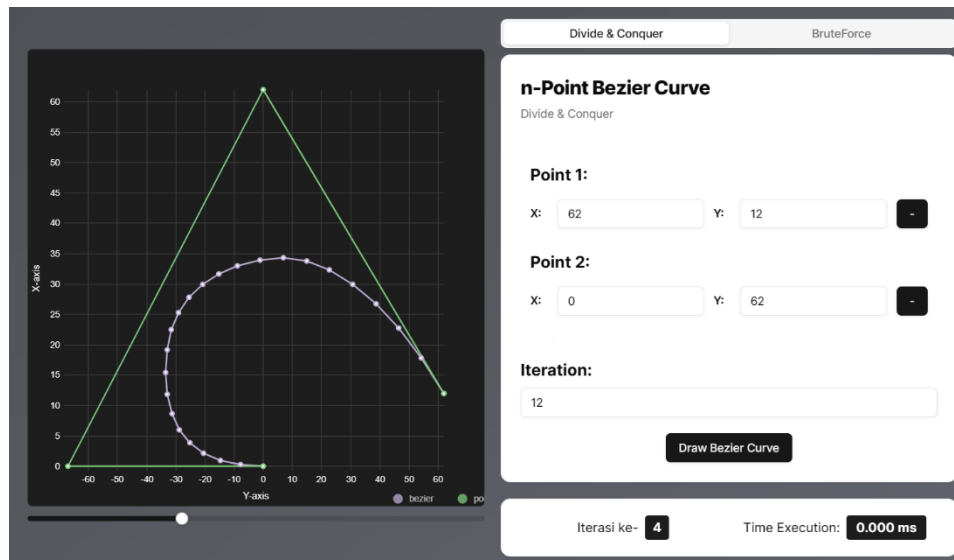 Divide & Conquer
BruteForce
n-Point Bezier Curve
Divide & Conquer
Point 1:
X: 62 Y: 12 -
Point 2:
X: 0 Y: 62 -
Iteration:
12
Draw Bezier Curve
Iterasi ke- 4 Time Execution: 0.000 ms
60
55
50
45
40
35
30
25
20
15
10
5
0
X-axis
-60 -50 -40 -30 -20 -10 0 10 20 30 40 50 60
Y-axis
bezier po